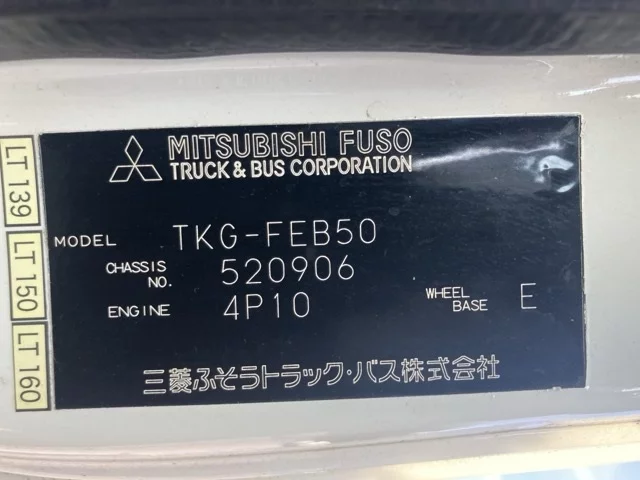 MITSUBISHI FUSO
TRUCK & BUS CORPORATION
MODEL TKG-FEB50
CHASSIS NO. 520906
ENGINE 4P10
WHEEL BASE E
三菱ふそうトラック・バス株式会社
LT 139
LT 150
LT 160